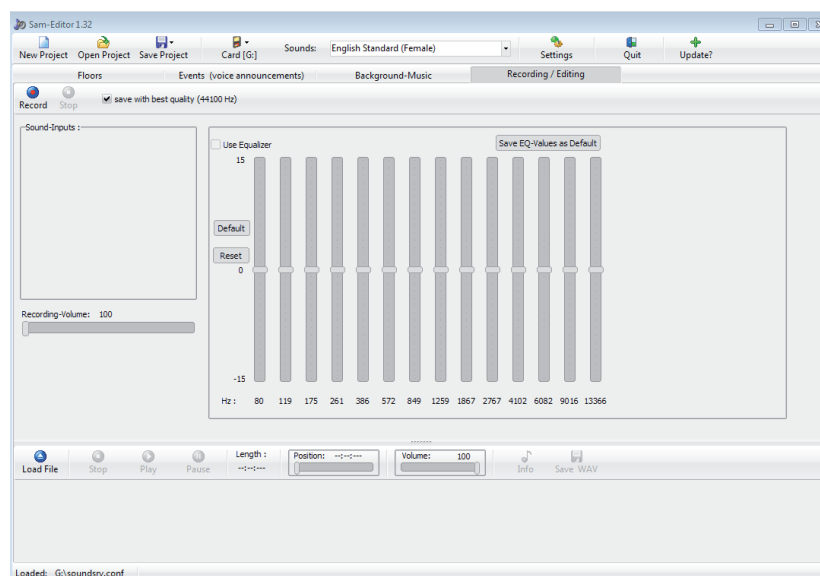 Sam-Editor 1.32
New Project Open Project Save Project Card [G:] Sounds: English Standard (Female) Settings Quit Update?
Floors Events (voice announcements) Background-Music Recording / Editing
Record Stop save with best quality (44100 Hz)
Sound-Inputs :
Use Equalizer Save EQ-Values as Default
15
Default
Reset
0
Recording-Volume: 100
-15
Hz : 80 119 175 261 386 572 849 1259 1867 2767 4102 6082 9016 13366
Load File Stop Play Pause Length : --:--:--- Position: --:--:--- Volume: 100 Info Save WAV
Loaded: G:\soundsrv.conf